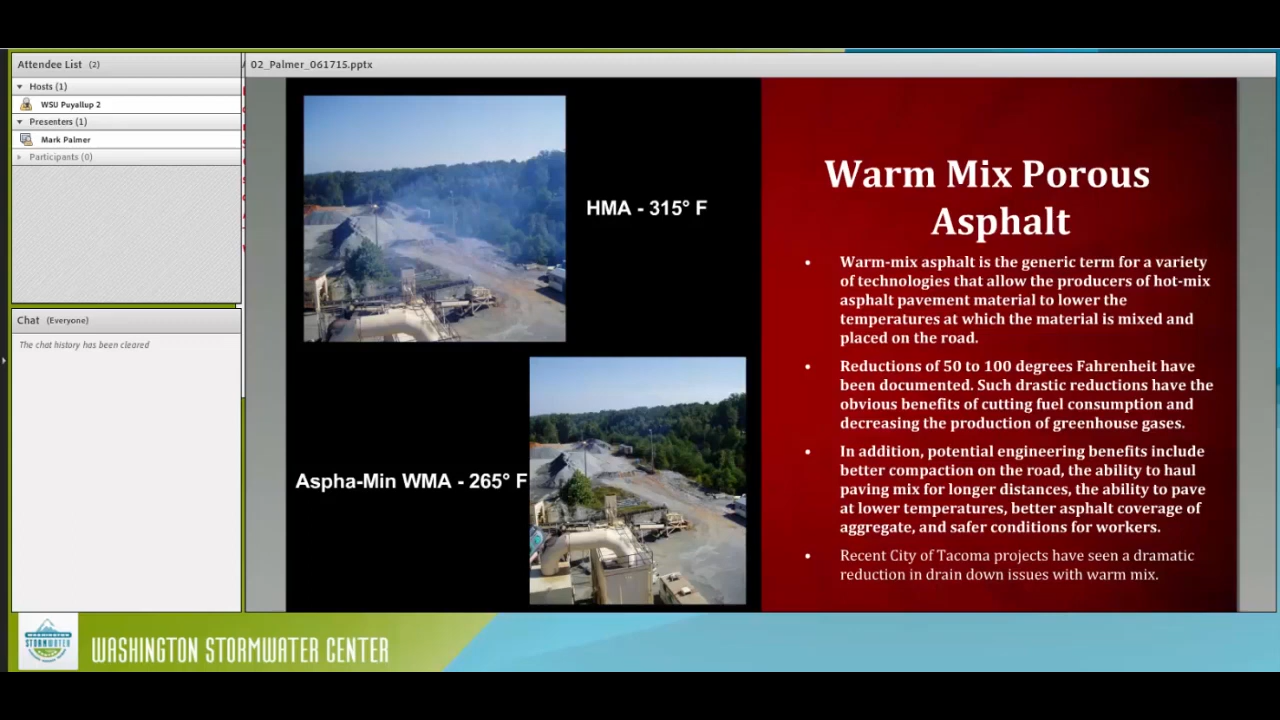 Attendee List (2)
Hosts (1)
WSU Puyallup 2
Presenters (1)
Mark Palmer
Participants (0)
Chat (Everyone)
The chat history has been cleared
02_Palmer_061715.pptx
HMA - 315° F
Aspha-Min WMA - 265° F
Warm Mix Porous
Asphalt
• Warm-mix asphalt is the generic term for a variety
of technologies that allow the producers of hot-mix
asphalt pavement material to lower the
temperatures at which the material is mixed and
placed on the road.
• Reductions of 50 to 100 degrees Fahrenheit have
been documented. Such drastic reductions have the
obvious benefits of cutting fuel consumption and
decreasing the production of greenhouse gases.
• In addition, potential engineering benefits include
better compaction on the road, the ability to haul
paving mix for longer distances, the ability to pave
at lower temperatures, better asphalt coverage of
aggregate, and safer conditions for workers.
• Recent City of Tacoma projects have seen a dramatic
reduction in drain down issues with warm mix.
WASHINGTON
STORMWATER
WASHINGTON STORMWATER CENTER